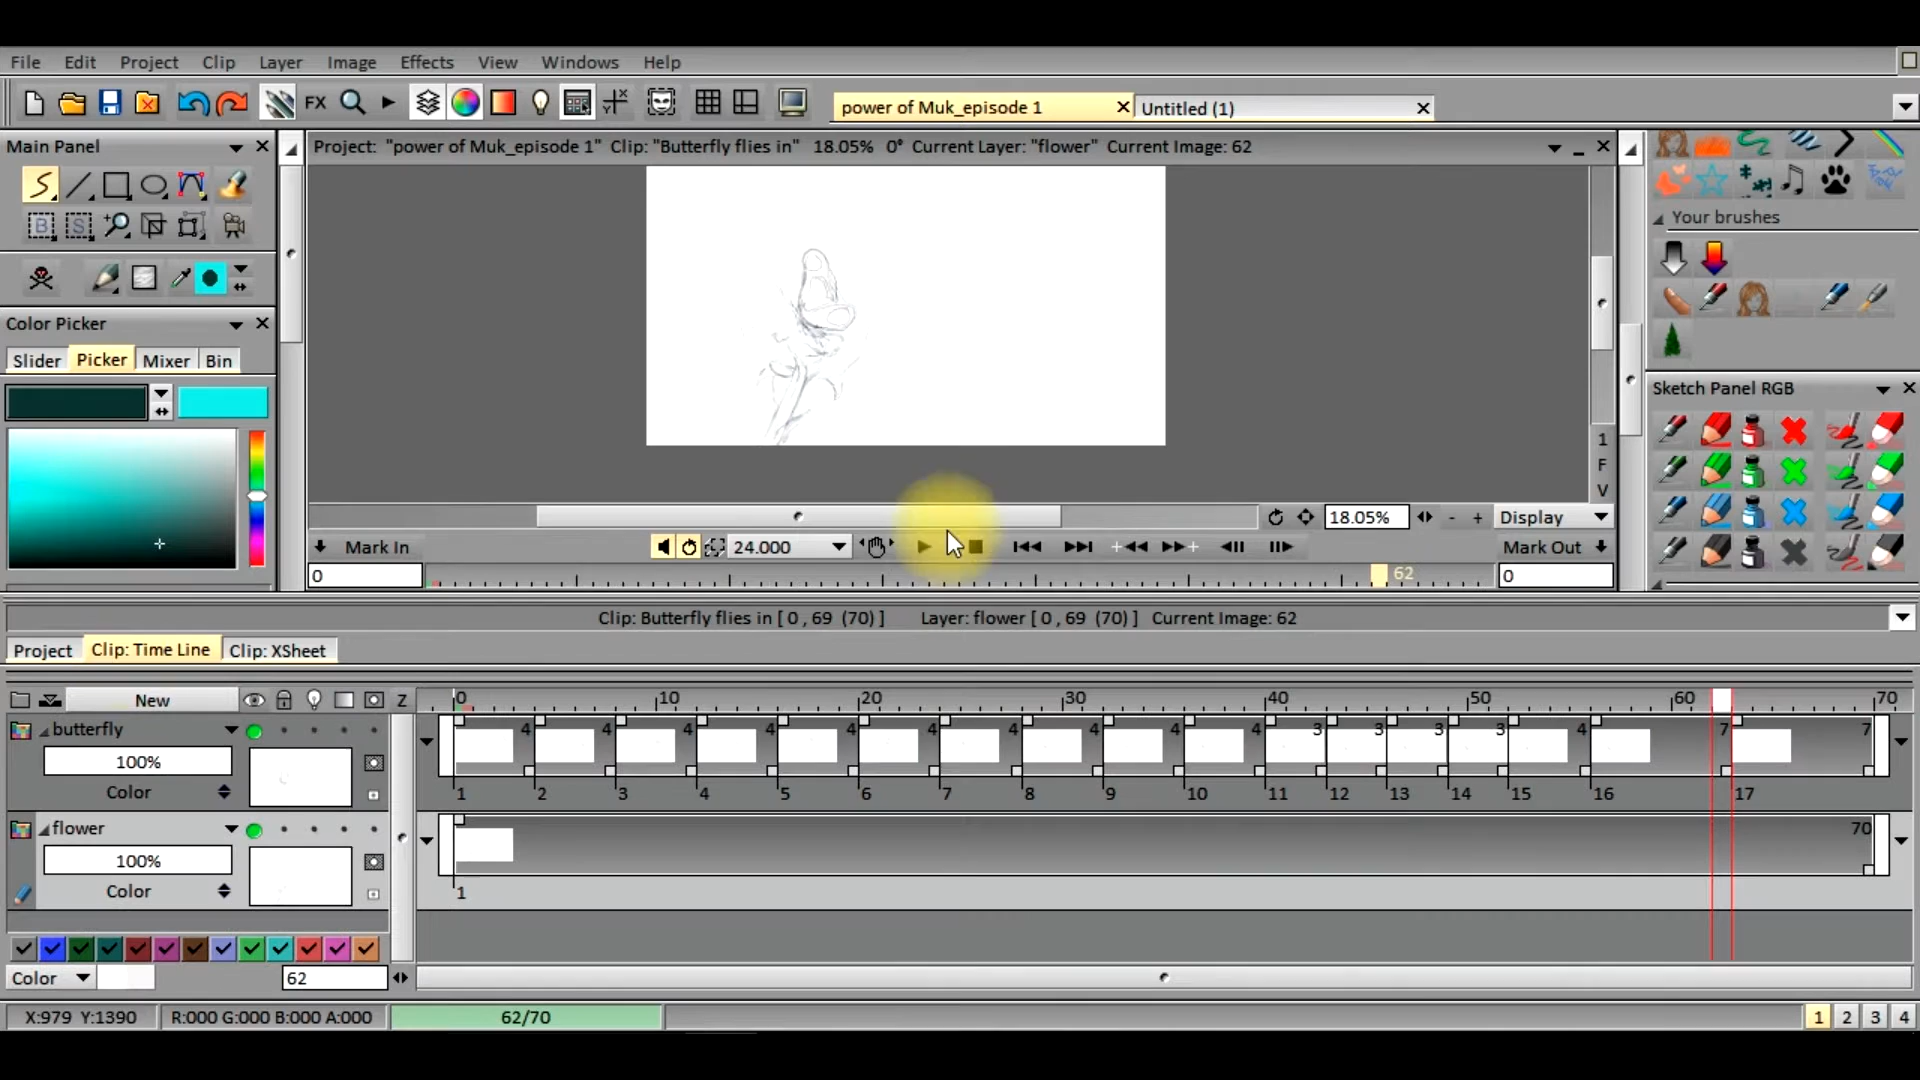 File Edit Project Clip Layer Image Effects View Windows Help
FX
power of Muk_episode 1 Untitled (1)
Main Panel
Project: "power of Muk_episode 1" Clip: "Butterfly flies in" 18.05% 0° Current Layer: "flower" Current Image: 62
Your brushes
Color Picker
Slider Picker Mixer Bin
Sketch Panel RGB
1
F
V
18.05% - + Display
Mark In 24.000 Mark Out
0 62 0
Clip: Butterfly flies in [ 0 , 69 (70) ] Layer: flower [ 0 , 69 (70) ] Current Image: 62
Project Clip: Time Line Clip: XSheet
New Z 0 10 20 30 40 50 60 70
butterfly 4 4 4 4 4 4 4 4 4 4 3 3 3 3 4 7 7
100%
Color 1 2 3 4 5 6 7 8 9 10 11 12 13 14 15 16 17
flower 70
100%
Color 1
Color 62
X:979 Y:1390 R:000 G:000 B:000 A:000 62/70 1 2 3 4